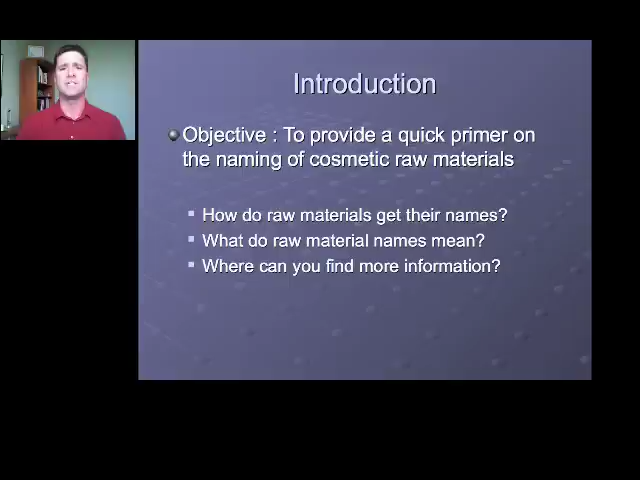 Introduction
Objective : To provide a quick primer on
the naming of cosmetic raw materials
How do raw materials get their names?
What do raw material names mean?
Where can you find more information?